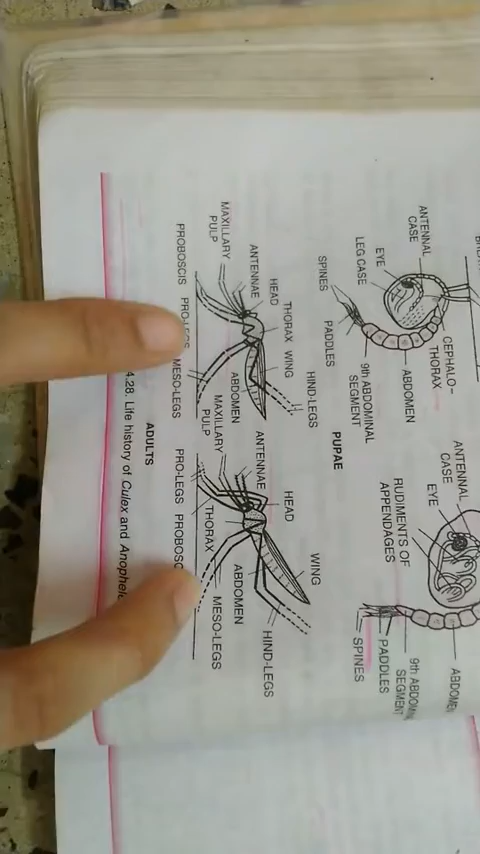 ANTENNAL
CASE
EYE
LEG CASE
SPINES
PADDLES
9th ABDOMINAL
SEGMENT
ABDOMEN
CEPHALO-
THORAX
ANTENNAL
CASE
EYE
RUDIMENTS OF
APPENDAGES
SPINES
PADDLES
SEGMENT
PUPAE
MAXILLARY
PULP
PROBOSCIS
ANTENNAE
HEAD
THORAX
WING
HIND-LEGS
ABDOMEN
MESO-LEGS
MAXILLARY
PULP
ANTENNAE
HEAD
WING
PRO-LEGS
THORAX
ABDOMEN
MESO-LEGS
HIND-LEGS
ADULTS
4.28. Life history of Culex and